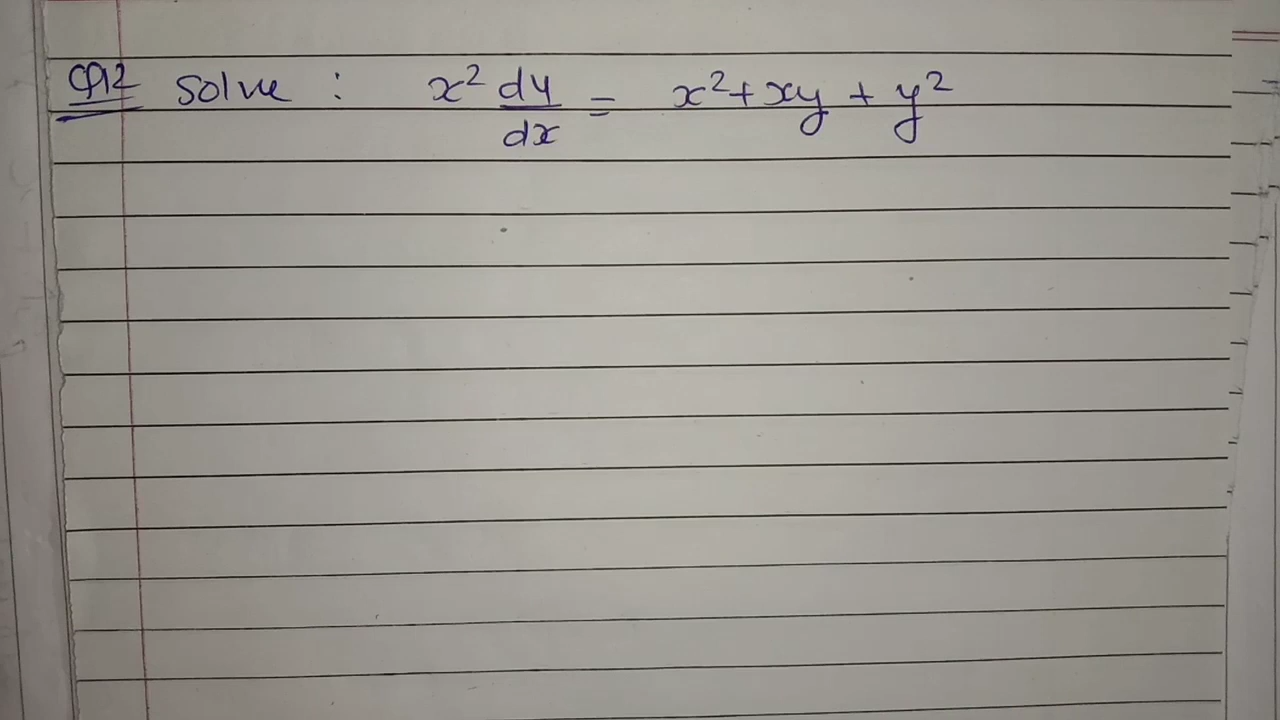 Q12 Solve : x² dy/dx = x² + xy + y²